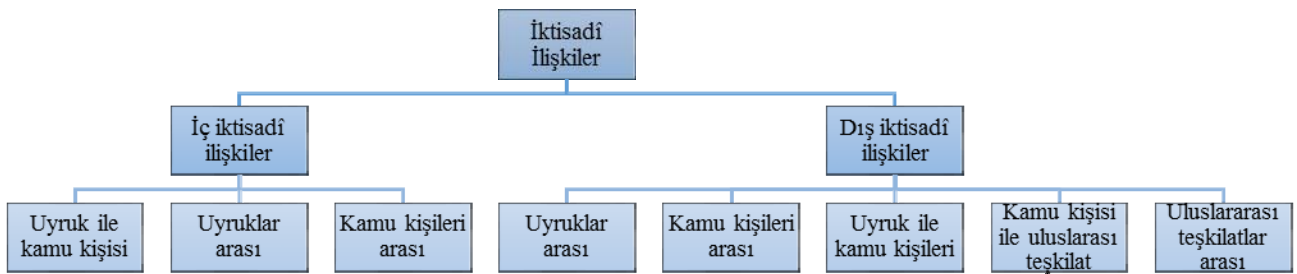 İktisadî
İlişkiler
İç iktisadî
ilişkiler
Dış iktisadî
ilişkiler
Uyruk ile
kamu kişisi
Uyruklar
arası
Kamu kişileri
arası
Uyruklar
arası
Kamu kişileri
arası
Uyruk ile
kamu kişileri
Kamu kişisi
ile uluslarası
teşkilat
Uluslararası
teşkilatlar
arası